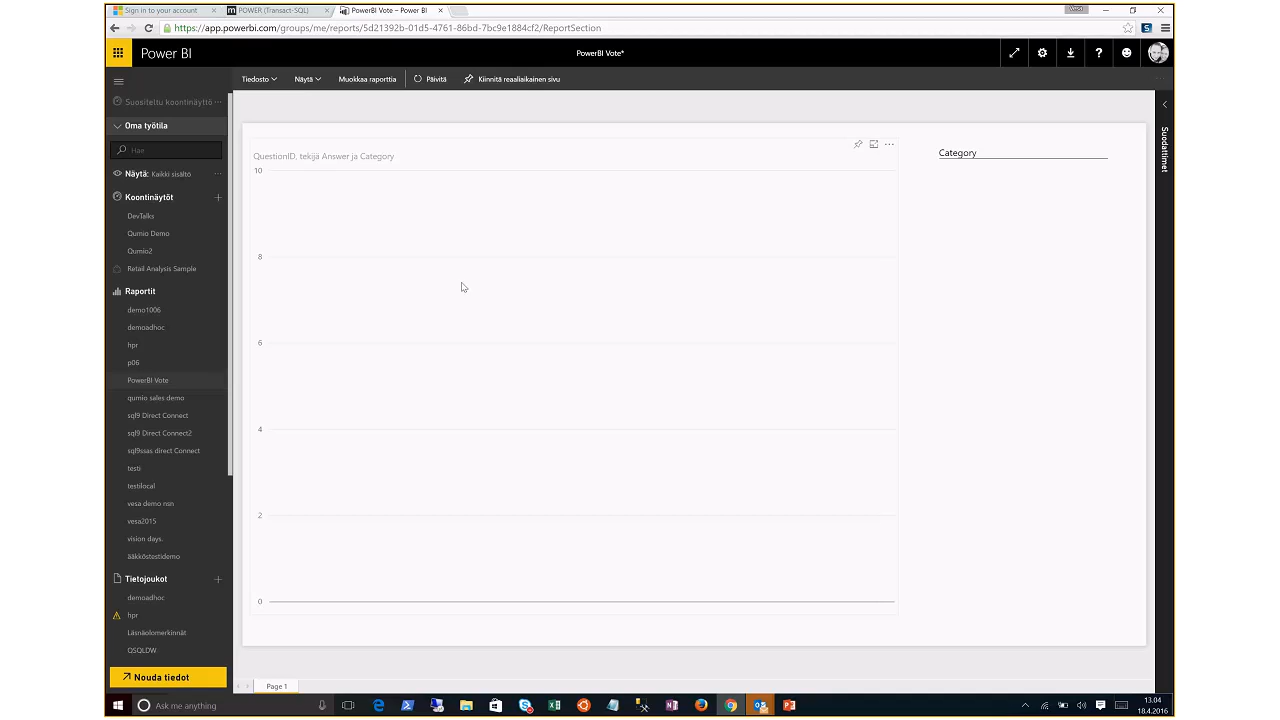 Sign in to your account
POWER (Transact-SQL)
PowerBI Vote - Power BI
Vesa
https://app.powerbi.com/groups/me/reports/5d21392b-01d5-4761-86bd-7bc9e1884cf2/ReportSection
Power BI
PowerBI Vote*
Tiedosto
Näytä
Muokkaa raporttia
Päivitä
Kiinnitä reaaliaikainen sivu
Suositettu koontinäyttö
Oma työtila
Hae
Näytä: Kaikki sisältö
Koontinäytöt
DevTalks
Qumio Demo
Qumio2
Retail Analysis Sample
Raportit
demo1006
demoadhoc
hpr
p06
PowerBI Vote
qumio sales demo
sql9 Direct Connect
sql9 Direct Connect2
sql9ssas direct Connect
testi
testilocal
vesa demo nsn
vesa2015
vision days.
ääkköstestidemo
Tietojoukot
demoadhoc
hpr
Läsnäolomerkinnät
QSQLDW
Nouda tiedot
QuestionID, tekijä Answer ja Category
10
8
6
4
2
0
Category
Suodattimet
Page 1
Ask me anything
13.04
18.4.2016